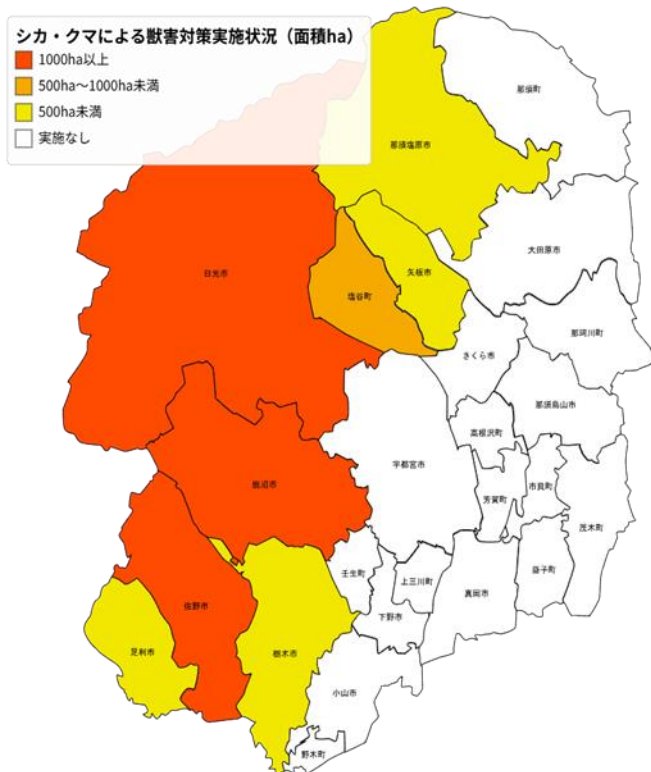 シカ・クマによる獣害対策実施状況（面積ha）
1000ha以上
500ha～1000ha未満
500ha未満
実施なし
那須町
那須塩原市
大田原市
日光市
矢板市
塩谷町
那珂川町
さくら市
那須烏山市
高根沢町
宇都宮市
鹿沼市
市貝町
芳賀町
茂木町
壬生町
益子町
上三川町
真岡市
佐野市
下野市
足利市
栃木市
小山市
野木町